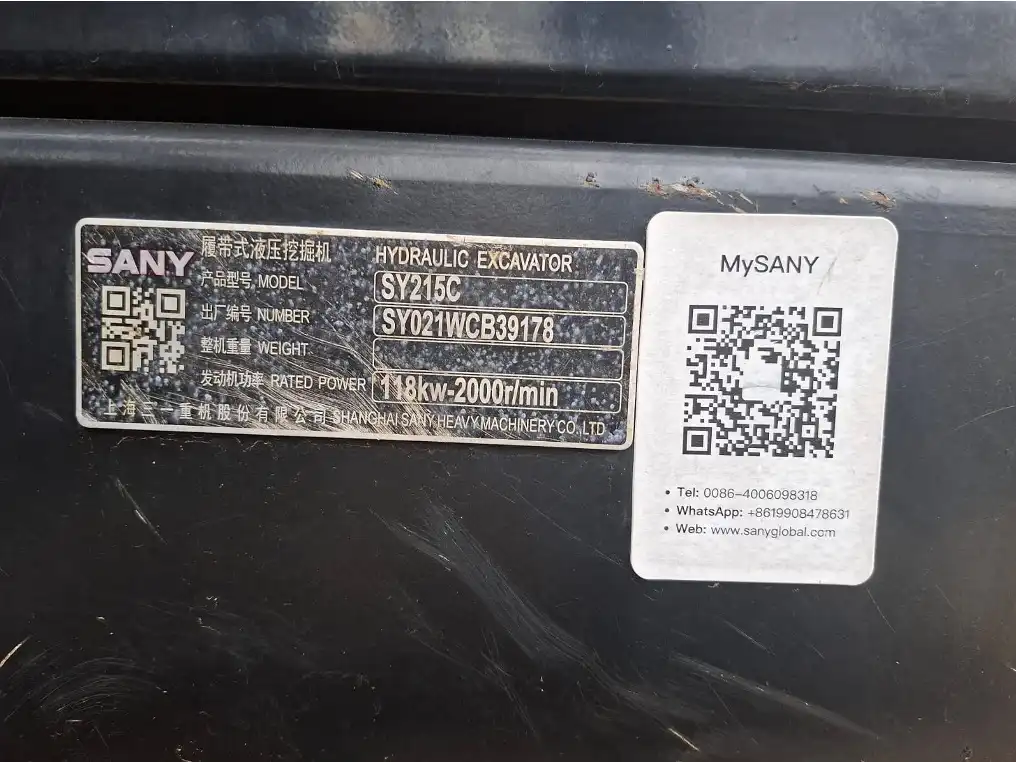 SANY
履带式液压挖掘机 HYDRAULIC EXCAVATOR
产品型号 MODEL SY215C
出厂编号 NUMBER SY021WCB39178
整机重量 WEIGHT
发动机功率 RATED POWER 118kw-2000r/min
上海三一重机股份有限公司 SHANGHAI SANY HEAVY MACHINERY CO., LTD
MySANY
• Tel: 0086-4006098318
• WhatsApp: +8619908478631
• Web: www.sanyglobal.com